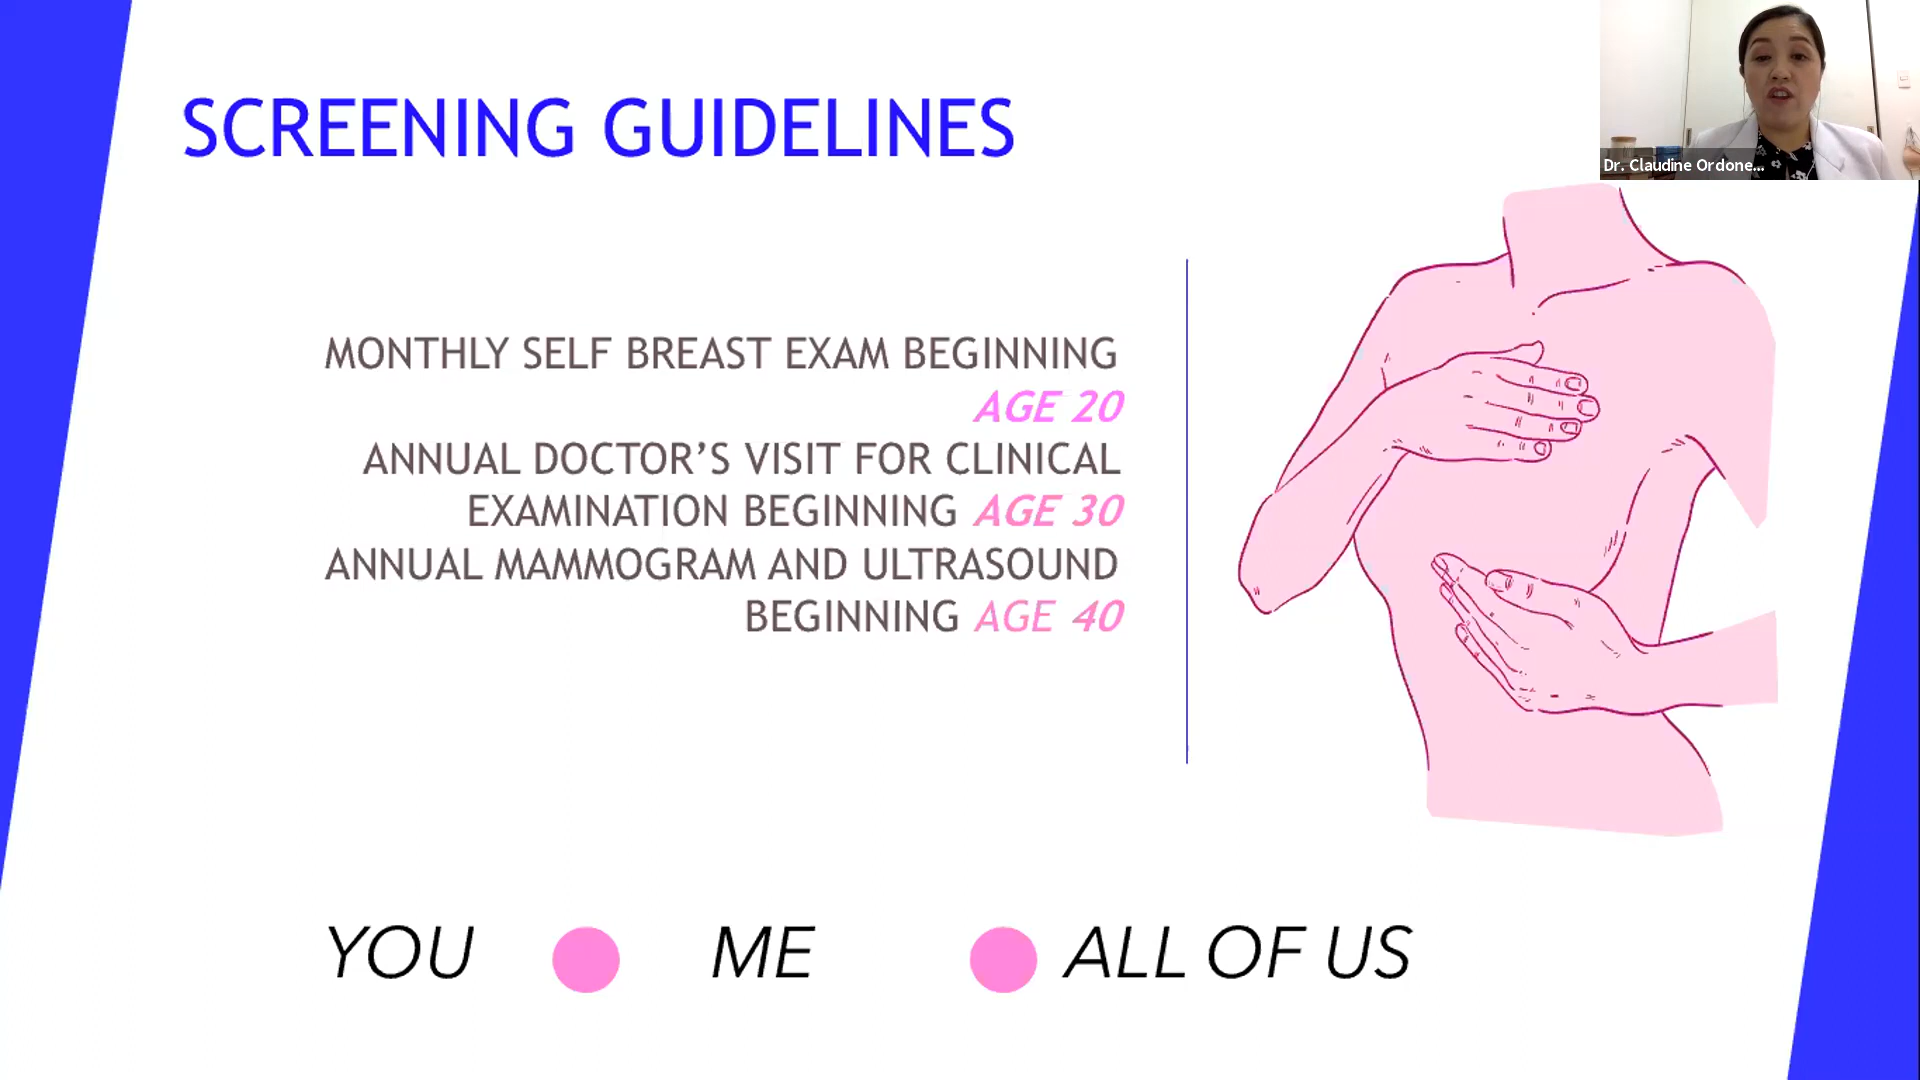 SCREENING GUIDELINES
Dr. Claudine Ordone...
MONTHLY SELF BREAST EXAM BEGINNING
AGE 20
ANNUAL DOCTOR’S VISIT FOR CLINICAL
EXAMINATION BEGINNING AGE 30
ANNUAL MAMMOGRAM AND ULTRASOUND
BEGINNING AGE 40
YOU ME ALL OF US